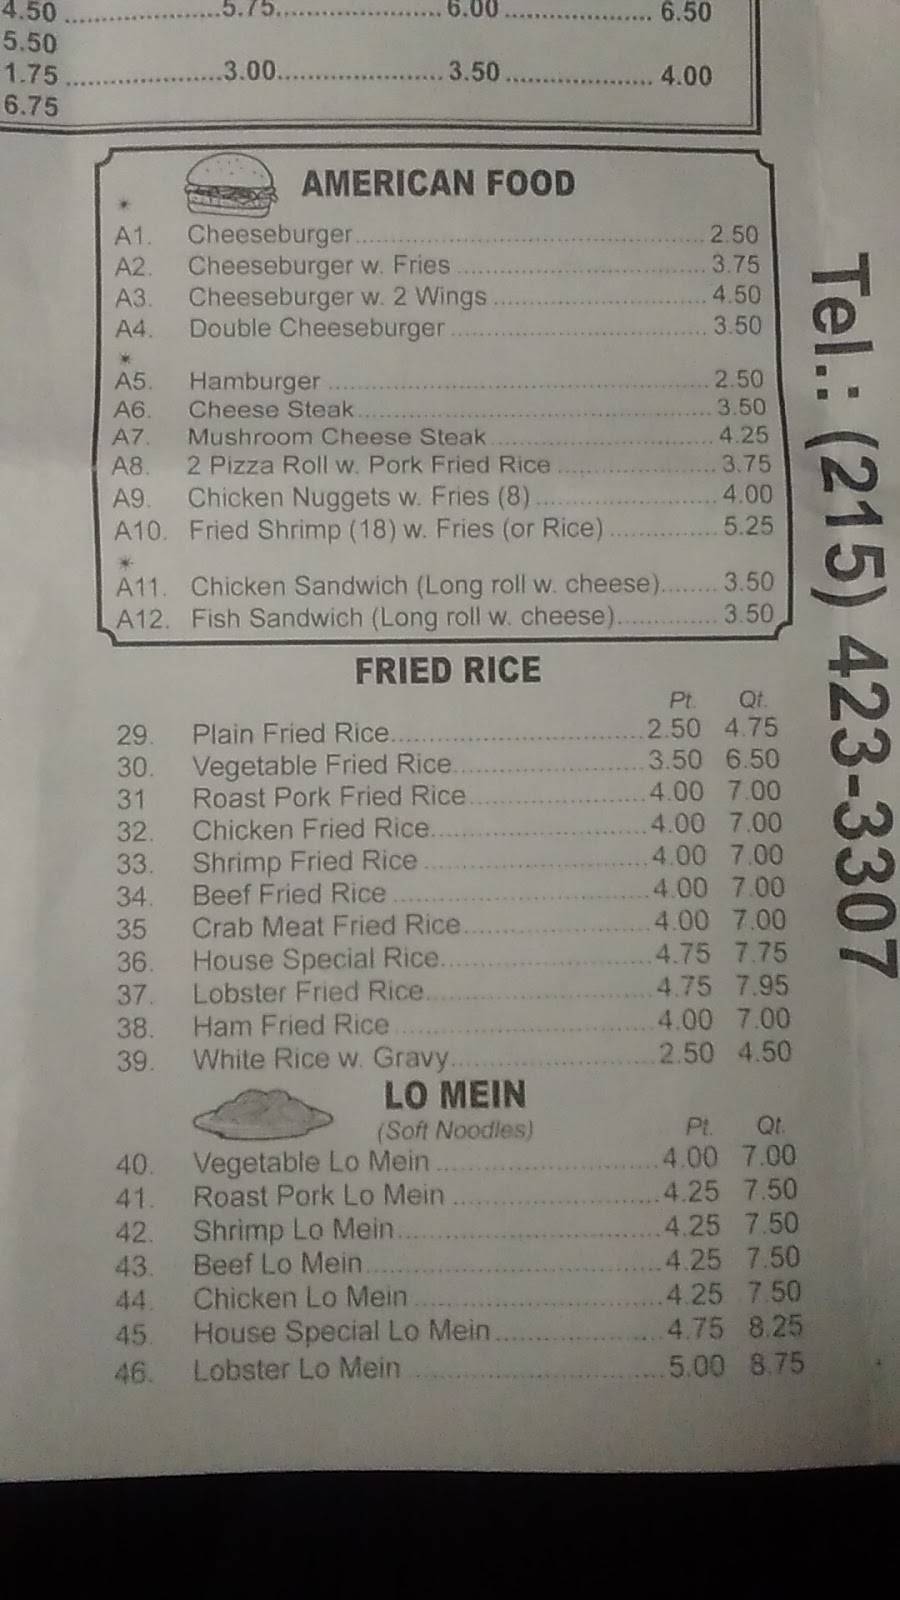 4.50 ..................... 5.75 ..................... 6.00 ..................... 6.50
5.50
1.75 ..................... 3.00 ..................... 3.50 ..................... 4.00
6.75
AMERICAN FOOD
*
A1. Cheeseburger ..................... 2.50
A2. Cheeseburger w. Fries ..................... 3.75
A3. Cheeseburger w. 2 Wings ..................... 4.50
A4. Double Cheeseburger ..................... 3.50
*
A5. Hamburger ..................... 2.50
A6. Cheese Steak ..................... 3.50
A7. Mushroom Cheese Steak ..................... 4.25
A8. 2 Pizza Roll w. Pork Fried Rice ..................... 3.75
A9. Chicken Nuggets w. Fries (8) ..................... 4.00
A10. Fried Shrimp (18) w. Fries (or Rice) ............... 5.25
*
A11. Chicken Sandwich (Long roll w. cheese)........ 3.50
A12. Fish Sandwich (Long roll w. cheese).............. 3.50
FRIED RICE
Pt. Qt.
29. Plain Fried Rice ..................... 2.50 4.75
30. Vegetable Fried Rice ..................... 3.50 6.50
31 Roast Pork Fried Rice ..................... 4.00 7.00
32. Chicken Fried Rice ..................... 4.00 7.00
33. Shrimp Fried Rice ..................... 4.00 7.00
34. Beef Fried Rice ..................... 4.00 7.00
35 Crab Meat Fried Rice ..................... 4.00 7.00
36. House Special Rice ..................... 4.75 7.75
37. Lobster Fried Rice ..................... 4.75 7.95
38. Ham Fried Rice ..................... 4.00 7.00
39. White Rice w. Gravy ..................... 2.50 4.50
LO MEIN
(Soft Noodles) Pt. Qt.
40. Vegetable Lo Mein ..................... 4.00 7.00
41. Roast Pork Lo Mein ..................... 4.25 7.50
42. Shrimp Lo Mein ..................... 4.25 7.50
43. Beef Lo Mein ..................... 4.25 7.50
44. Chicken Lo Mein ..................... 4.25 7.50
45. House Special Lo Mein ..................... 4.75 8.25
46. Lobster Lo Mein ..................... 5.00 8.75
Tel.: (215) 423-3307